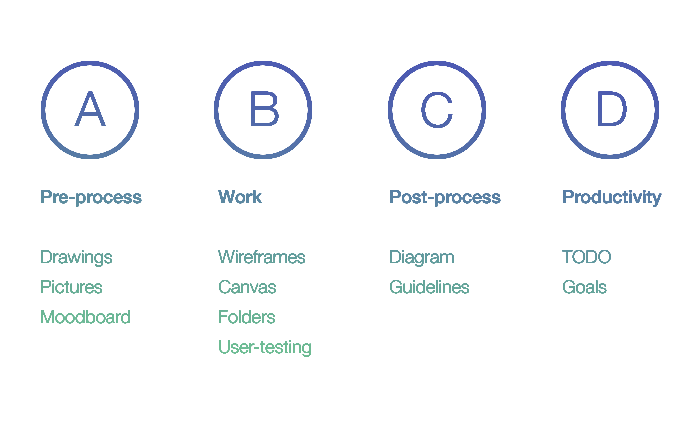 A
B
C
D
Pre-process
Work
Post-process
Productivity
Drawings
Wireframes
Diagram
TODO
Pictures
Canvas
Guidelines
Goals
Moodboard
Folders
User-testing